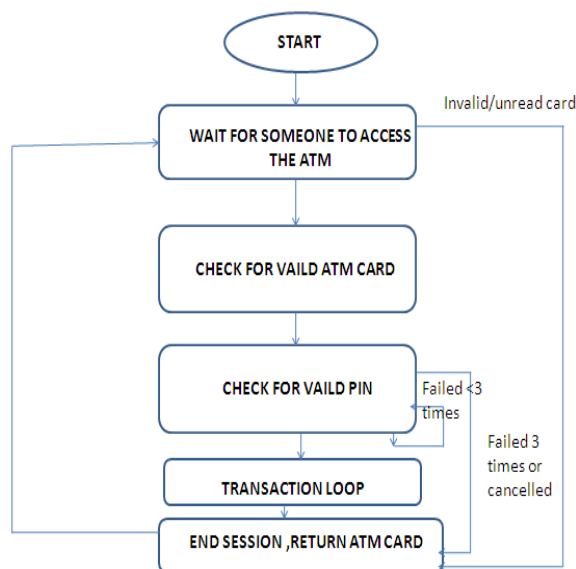 START
Invalid/unread card
WAIT FOR SOMEONE TO ACCESS
THE ATM
CHECK FOR VAILD ATM CARD
CHECK FOR VAILD PIN
Failed <3
times
Failed 3
times or
cancelled
TRANSACTION LOOP
END SESSION ,RETURN ATM CARD